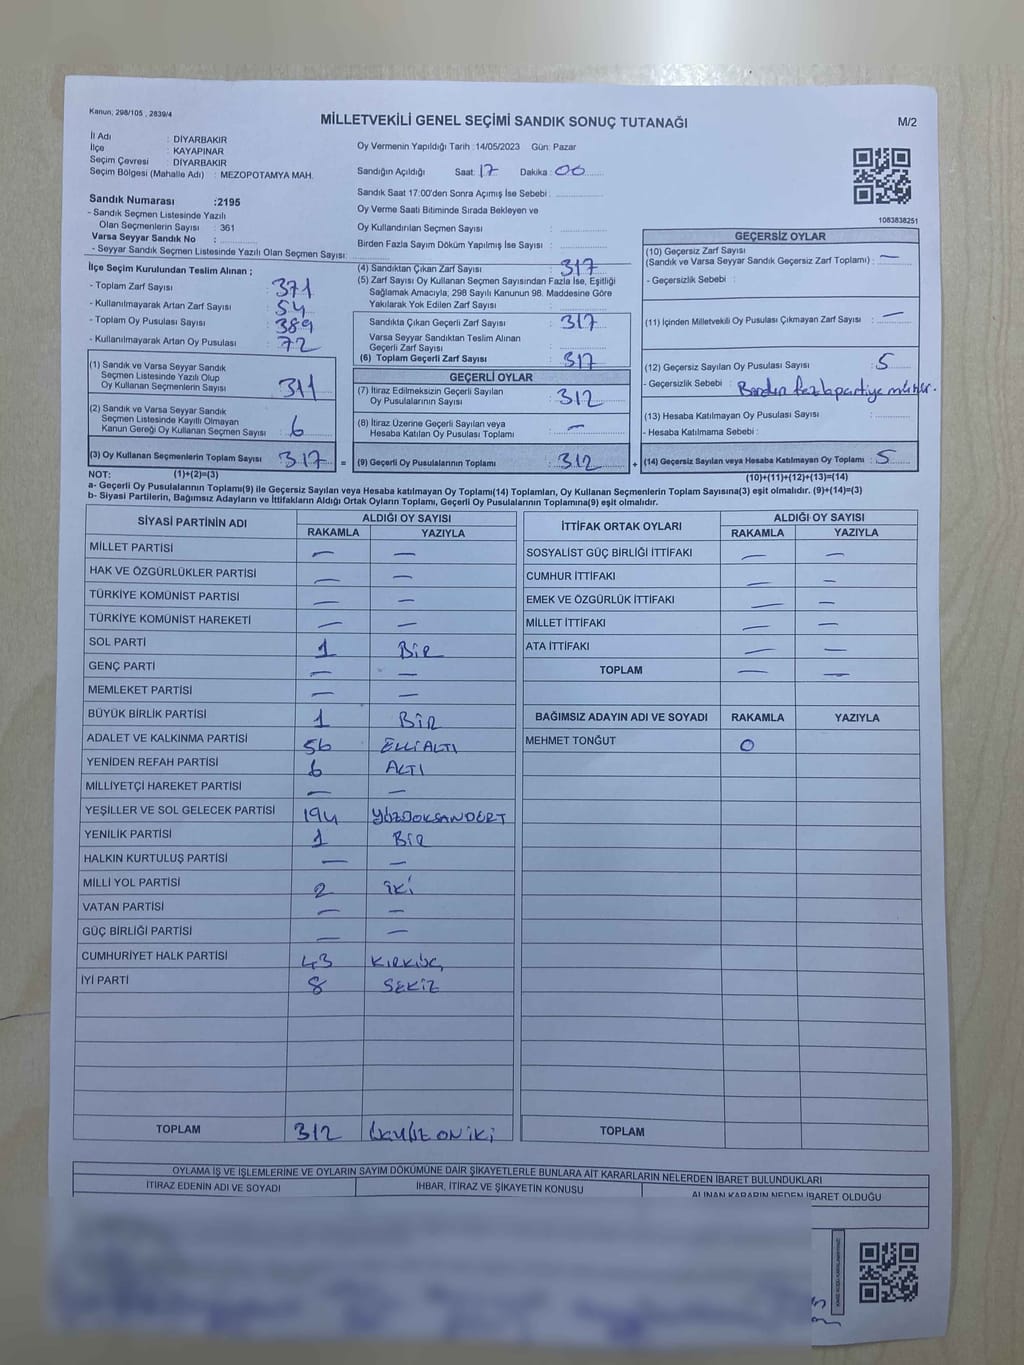 Kanun, 298/105 , 2839/4
MİLLETVEKİLİ GENEL SEÇİMİ SANDIK SONUÇ TUTANAĞI
M/2
İl Adı : DİYARBAKIR
İlçe : KAYAPINAR
Seçim Çevresi : DİYARBAKIR
Seçim Bölgesi (Mahalle Adı) : MEZOPOTAMYA MAH.
Sandık Numarası :2195
- Sandık Seçmen Listesinde Yazılı
Olan Seçmenlerin Sayısı : 361
Varsa Seyyar Sandık No :
- Seyyar Sandık Seçmen Listesinde Yazılı Olan Seçmen Sayısı:
Oy Vermenin Yapıldığı Tarih :14/05/2023 Gün: Pazar
Sandığın Açıldığı Saat: 17 Dakika: 00
Sandık Saat 17:00'den Sonra Açımış İse Sebebi :
Oy Verme Saati Bitiminde Sırada Bekleyen ve
Oy Kullandırılan Seçmen Sayısı :
Birden Fazla Sayım Döküm Yapılmış İse Sayısı :
1083838251
İlçe Seçim Kurulundan Teslim Alınan ;
- Toplam Zarf Sayısı : 371
- Kullanılmayarak Artan Zarf Sayısı : 54
- Toplam Oy Pusulası Sayısı : 389
- Kullanılmayarak Artan Oy Pusulası : 72
(1) Sandık ve Varsa Seyyar Sandık
Seçmen Listesinde Yazılı Olup
Oy Kullanan Seçmenlerin Sayısı : 311
(2) Sandık ve Varsa Seyyar Sandık
Seçmen Listesinde Kayıtlı Olmayan
Kanun Gereği Oy Kullanan Seçmen Sayısı : 6
(3) Oy Kullanan Seçmenlerin Toplam Sayısı : 317 =
(4) Sandıktan Çıkan Zarf Sayısı : 317
(5) Zarf Sayısı Oy Kullanan Seçmen Sayısından Fazla İse, Eşitliği
Sağlamak Amacıyla; 298 Sayılı Kanunun 98. Maddesine Göre
Yakılarak Yok Edilen Zarf Sayısı :
Sandıkta Çıkan Geçerli Zarf Sayısı : 317
Varsa Seyyar Sandıktan Teslim Alınan
Geçerli Zarf Sayısı :
(6) Toplam Geçerli Zarf Sayısı : 317
GEÇERLİ OYLAR
(7) İtiraz Edilmeksizin Geçerli Sayılan
Oy Pusulalarının Sayısı : 312
(8) İtiraz Üzerine Geçerli Sayılan veya
Hesaba Katılan Oy Pusulası Toplamı : —
(9) Geçerli Oy Pusulalarının Toplamı : 312 +
GEÇERSİZ OYLAR
(10) Geçersiz Zarf Sayısı
(Sandık ve Varsa Seyyar Sandık Geçersiz Zarf Toplamı) : —
- Geçersizlik Sebebi :
(11) İçinden Milletvekili Oy Pusulası Çıkmayan Zarf Sayısı : —
(12) Geçersiz Sayılan Oy Pusulası Sayısı : 5
- Geçersizlik Sebebi : fazla partiye mühür.
(13) Hesaba Katılmayan Oy Pusulası Sayısı :
- Hesaba Katılmama Sebebi :
(14) Geçersiz Sayılan veya Hesaba Katılmayan Oy Toplamı : 5
NOT: (1)+(2)=(3)
(10)+(11)+(12)+(13)=(14)
a- Geçerli Oy Pusulalarının Toplamı(9) ile Geçersiz Sayılan veya Hesaba katılmayan Oy Toplamı(14) Toplamları, Oy Kullanan Seçmenlerin Toplam Sayısına(3) eşit olmalıdır. (9)+(14)=(3)
b- Siyasi Partilerin, Bağımsız Adayların ve İttifakların Aldığı Ortak Oyların Toplamı, Geçerli Oy Pusulalarının Toplamına(9) eşit olmalıdır.
SİYASİ PARTİNİN ADI ALDIĞI OY SAYISI
RAKAMLA YAZIYLA
MİLLET PARTİSİ — —
HAK VE ÖZGÜRLÜKLER PARTİSİ — —
TÜRKİYE KOMÜNİST PARTİSİ — —
TÜRKİYE KOMÜNİST HAREKETİ — —
SOL PARTİ 1 BİR
GENÇ PARTİ — —
MEMLEKET PARTİSİ — —
BÜYÜK BİRLİK PARTİSİ 1 BİR
ADALET VE KALKINMA PARTİSİ 56 ELLİ ALTI
YENİDEN REFAH PARTİSİ 6 ALTI
MİLLİYETÇİ HAREKET PARTİSİ — —
YEŞİLLER VE SOL GELECEK PARTİSİ 194 YÜZDOKSANDÖRT
YENİLİK PARTİSİ 1 BİR
HALKIN KURTULUŞ PARTİSİ — —
MİLLİ YOL PARTİSİ 2 İKİ
VATAN PARTİSİ — —
GÜÇ BİRLİĞİ PARTİSİ — —
CUMHURİYET HALK PARTİSİ 43 KIRKÜÇ
İYİ PARTİ 8 SEKİZ
TOPLAM 312 ON İKİ
İTTİFAK ORTAK OYLARI ALDIĞI OY SAYISI
RAKAMLA YAZIYLA
SOSYALİST GÜÇ BİRLİĞİ İTTİFAKI — —
CUMHUR İTTİFAKI — —
EMEK VE ÖZGÜRLÜK İTTİFAKI — —
MİLLET İTTİFAKI — —
ATA İTTİFAKI — —
TOPLAM — —
BAĞIMSIZ ADAYIN ADI VE SOYADI RAKAMLA YAZIYLA
MEHMET TONĞUT 0
TOPLAM
OYLAMA İŞ VE İŞLEMLERİNE VE OYLARIN SAYIM DÖKÜMÜNE DAİR ŞİKAYETLERLE BUNLARA AİT KARARLARIN NELERDEN İBARET BULUNDUKLARI
İTİRAZ EDENİN ADI VE SOYADI İHBAR, İTİRAZ VE ŞİKAYETİN KONUSU ALINAN KARARIN NEDEN İBARET OLDUĞU